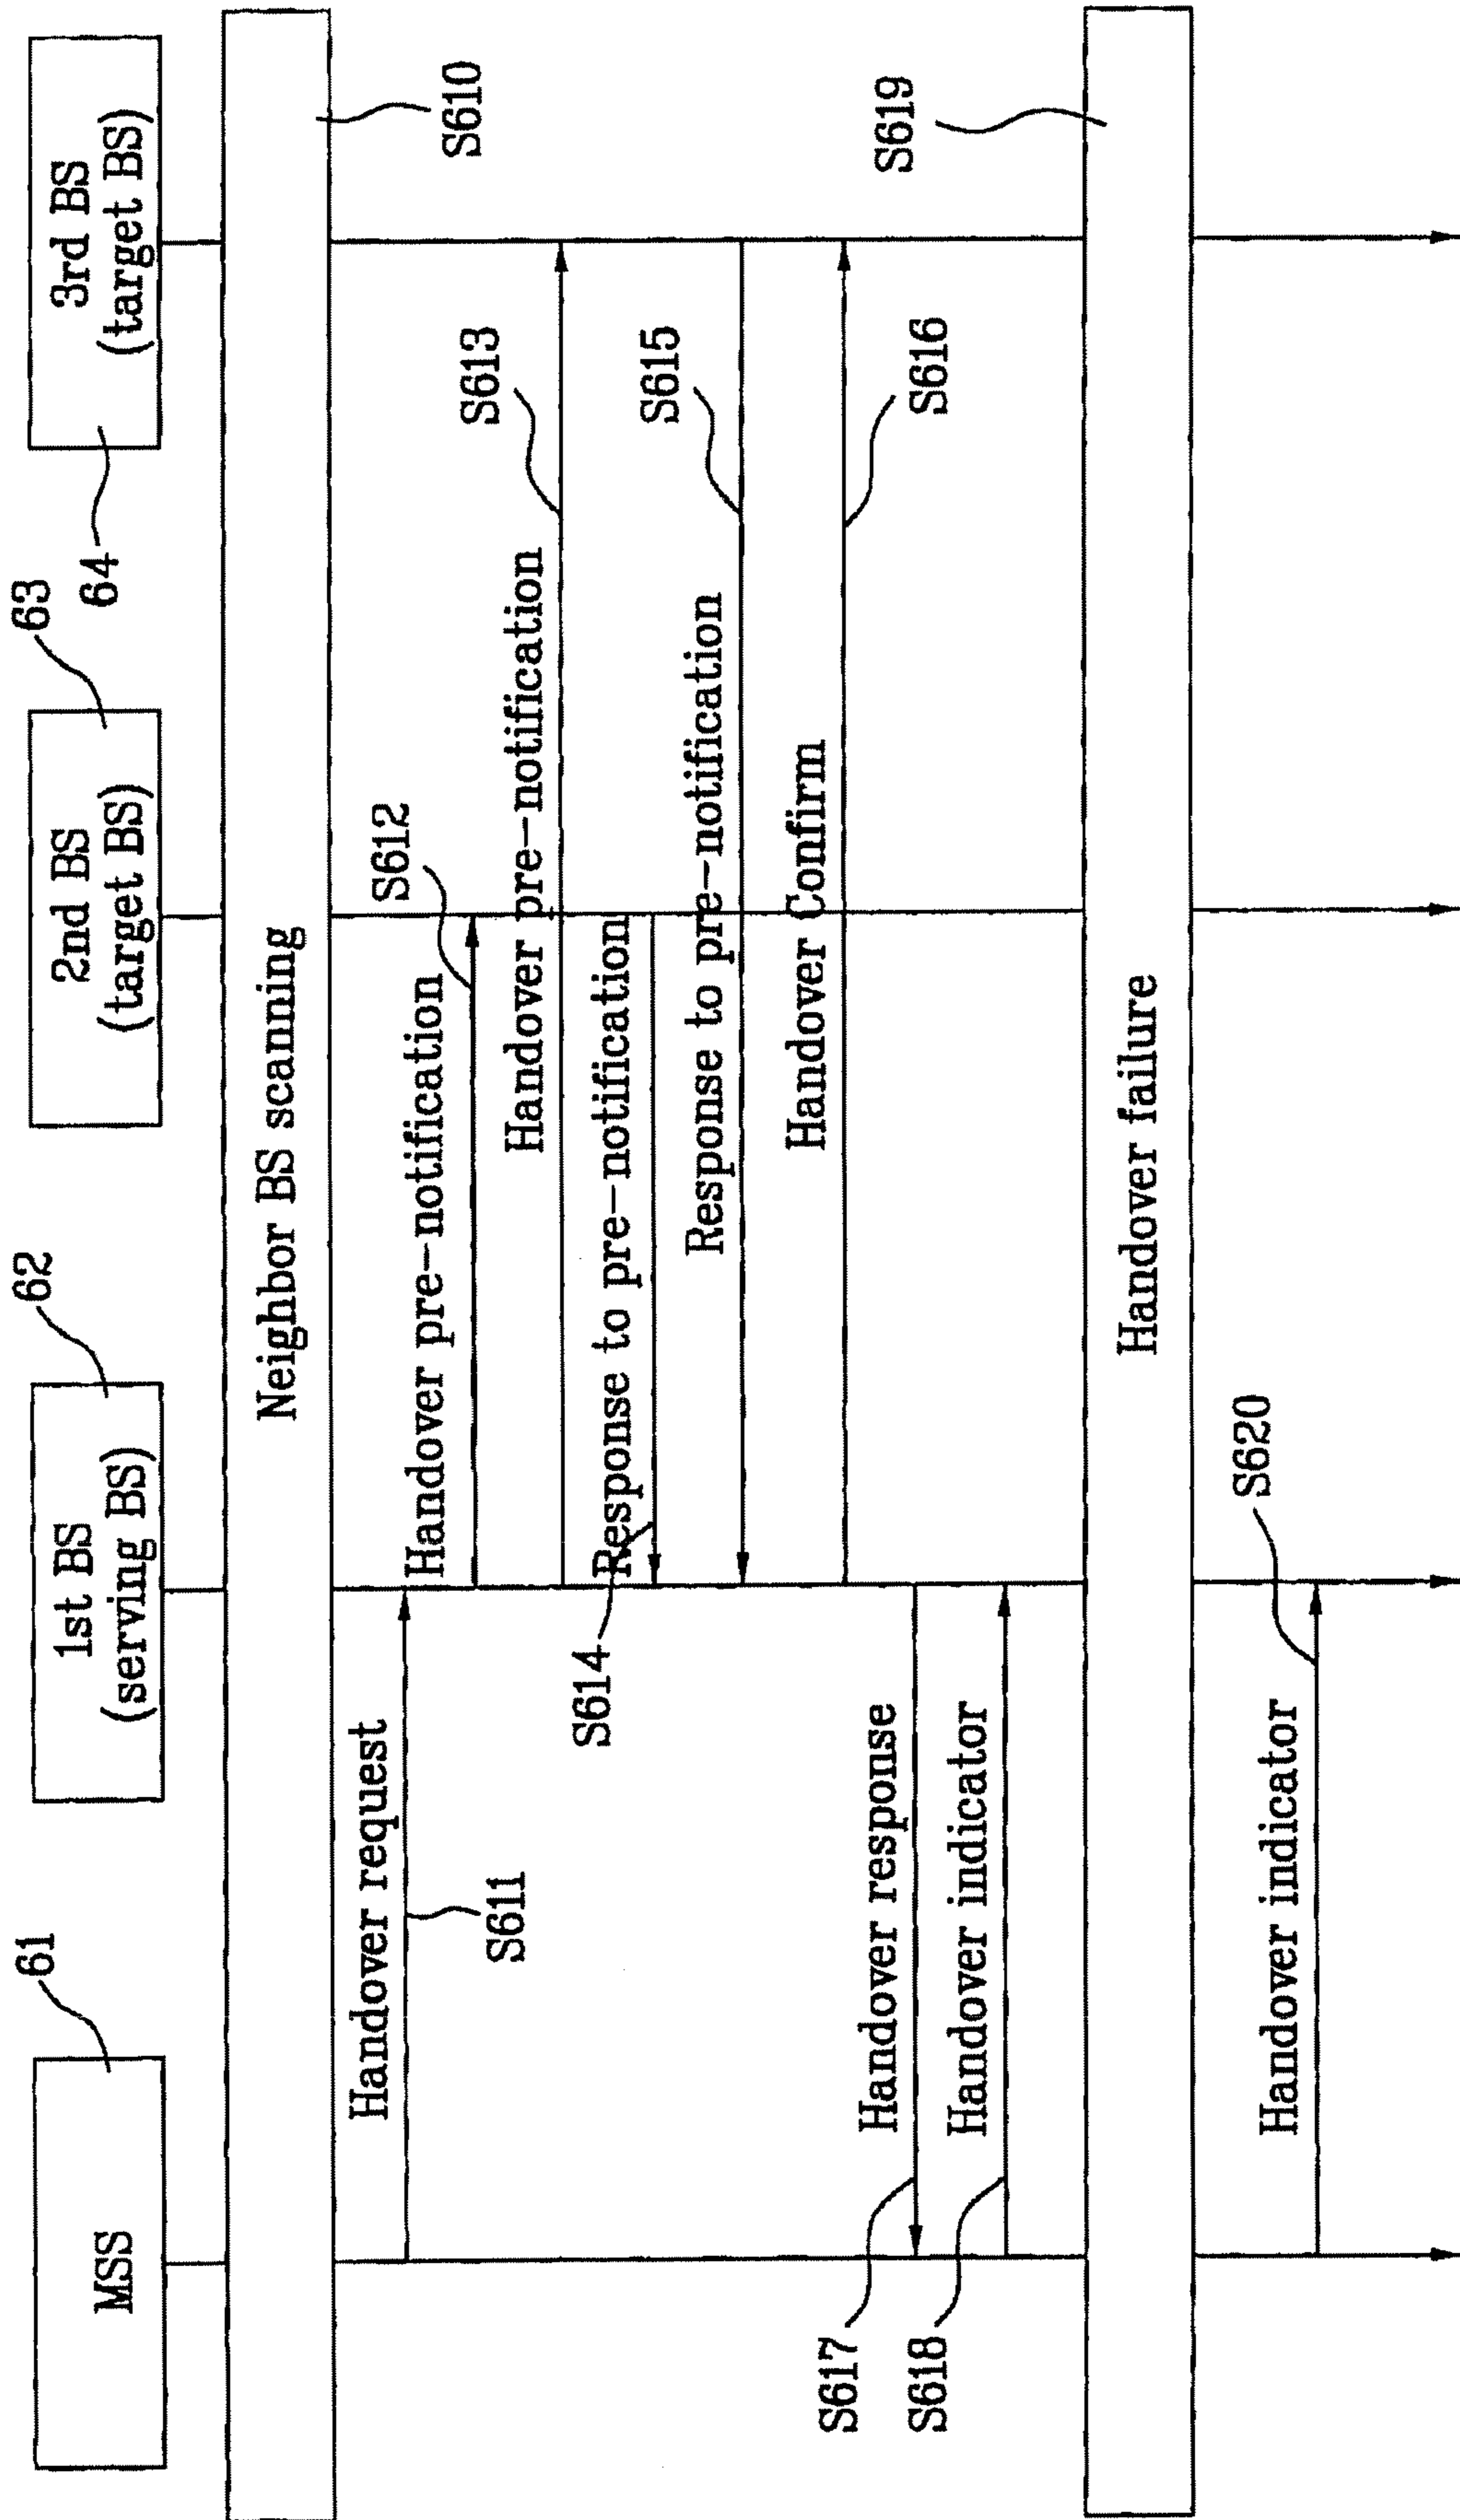 61
62
63
64
MSS
1st BS
(serving BS)
2nd BS
(target BS)
3rd BS
(target BS)
Neighbor BS scanning
S610
Handover request
S611
Handover pre-notification
S612
Handover pre-notification
S613
Response to pre-notification
S614
Response to pre-notification
S615
Handover Confirm
S616
Handover response
S617
Handover indicator
S618
Handover failure
S619
Handover indicator
S620